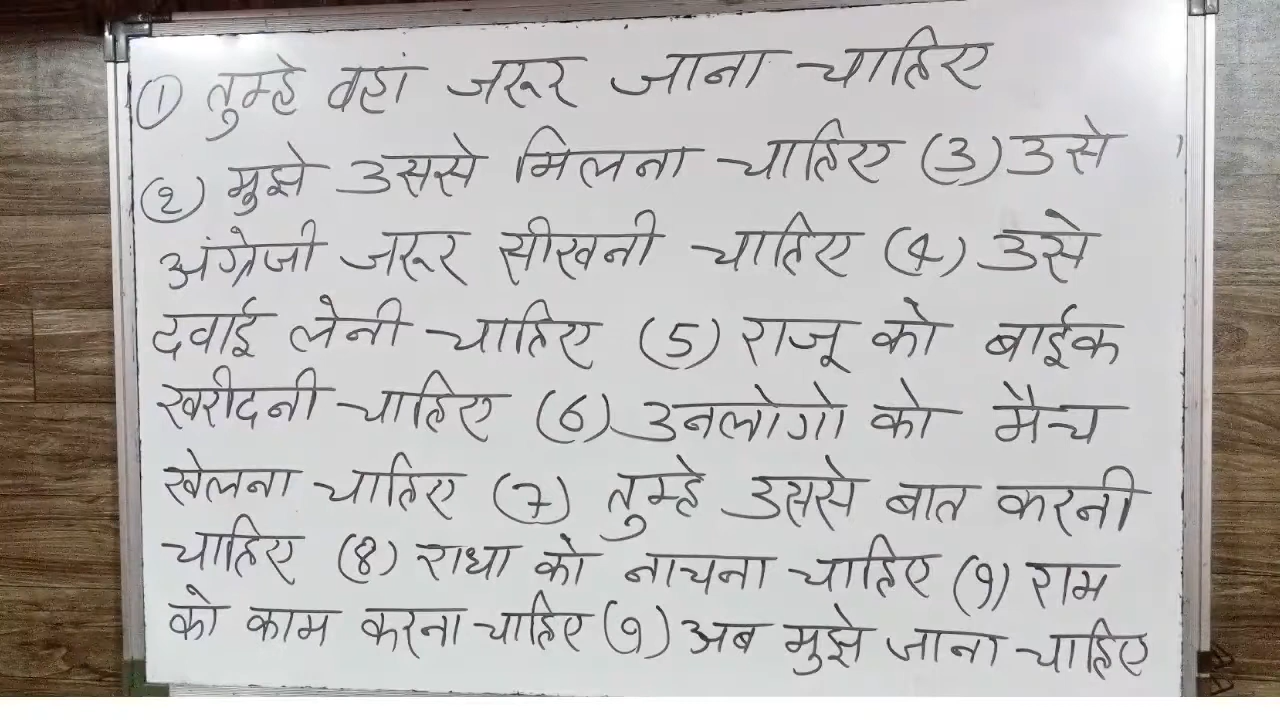 (1) तुम्हे वहां जरूर जाना चाहिए
(२) मुझे उससे मिलना चाहिए (3) उसे
अंग्रेजी जरूर सीखनी चाहिए (4) उसे
दवाई लेनी चाहिए (5) राजू को बाईक
खरीदनी चाहिए (6) उनलोगो को मैच
खेलना चाहिए (7) तुम्हे उससे बात करनी
चाहिए (8) राधा को नाचना चाहिए (9) राम
को काम करना चाहिए (9) अब मुझे जाना चाहिए